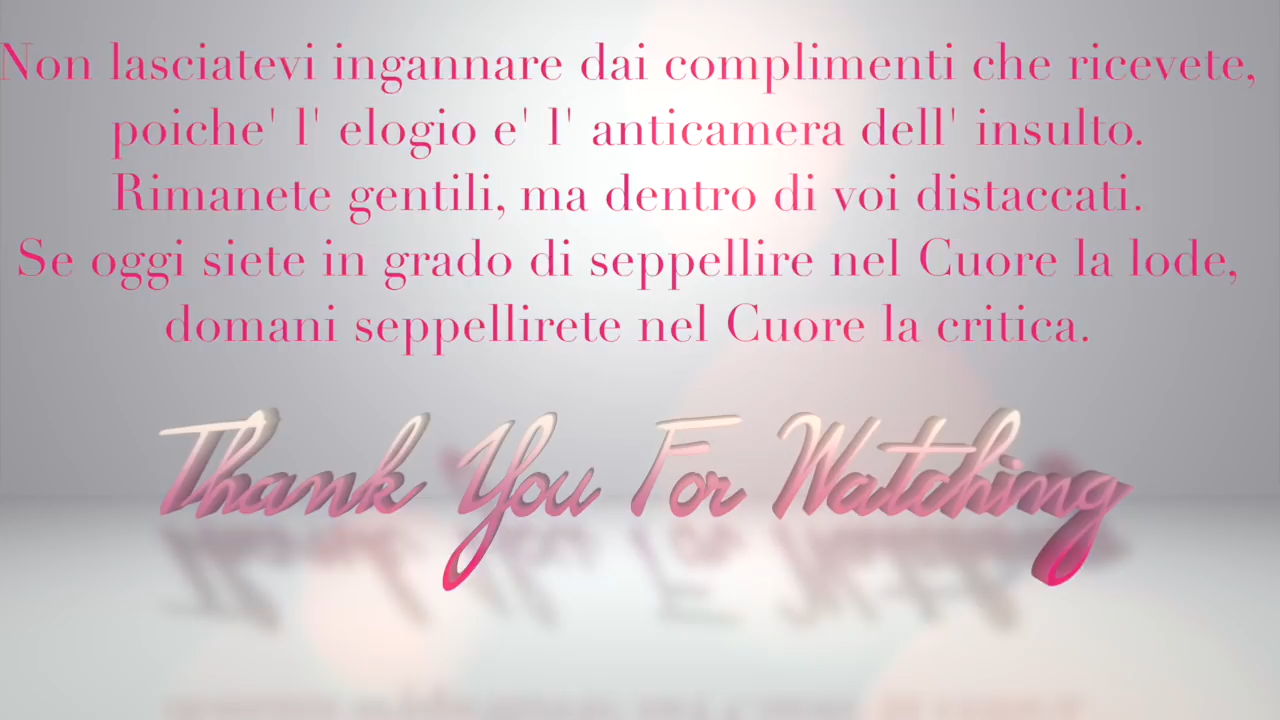 Non lasciatevi ingannare dai complimenti che ricevete,
poiche' l' elogio e' l' anticamera dell' insulto.
Rimanete gentili, ma dentro di voi distaccati.
Se oggi siete in grado di seppellire nel Cuore la lode,
domani seppellirete nel Cuore la critica.
Thank You For Watching